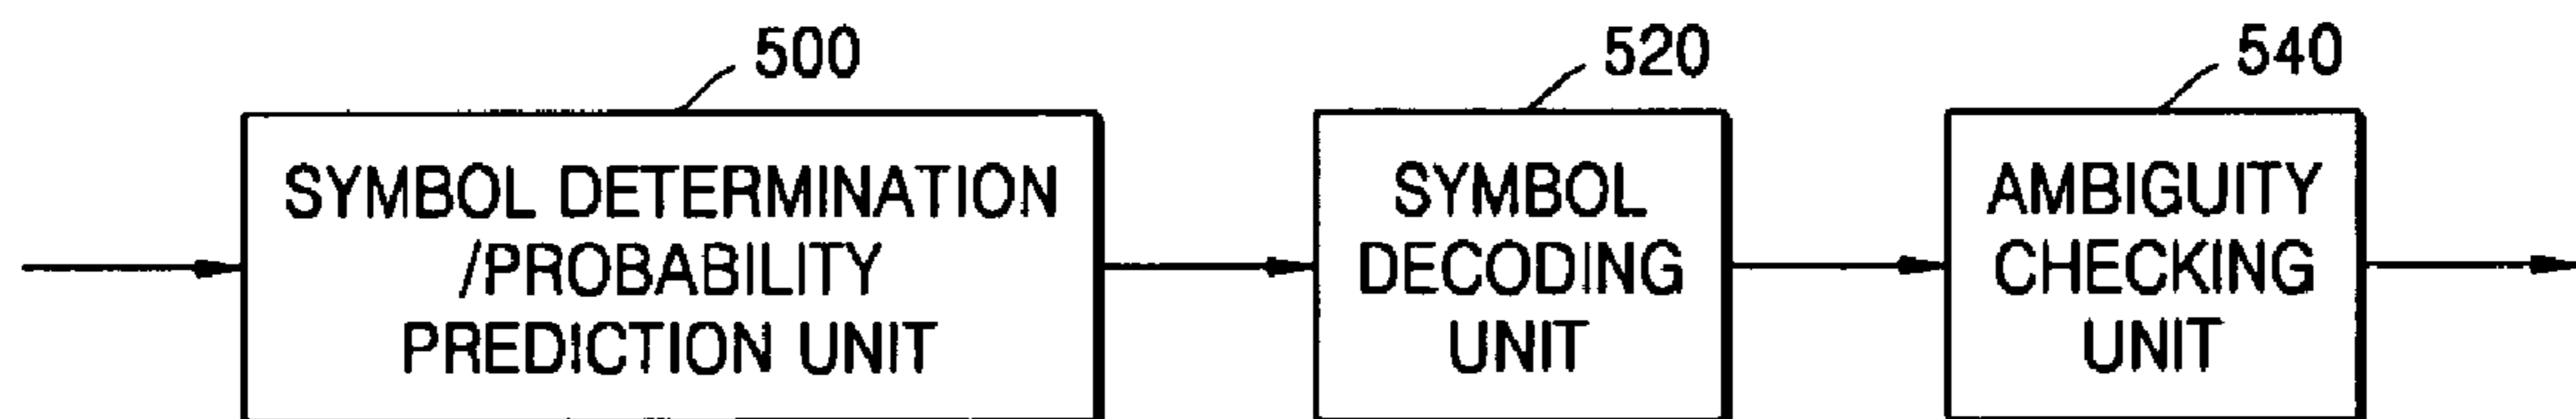 500
520
540
SYMBOL DETERMINATION
/PROBABILITY
PREDICTION UNIT
SYMBOL
DECODING
UNIT
AMBIGUITY
CHECKING
UNIT